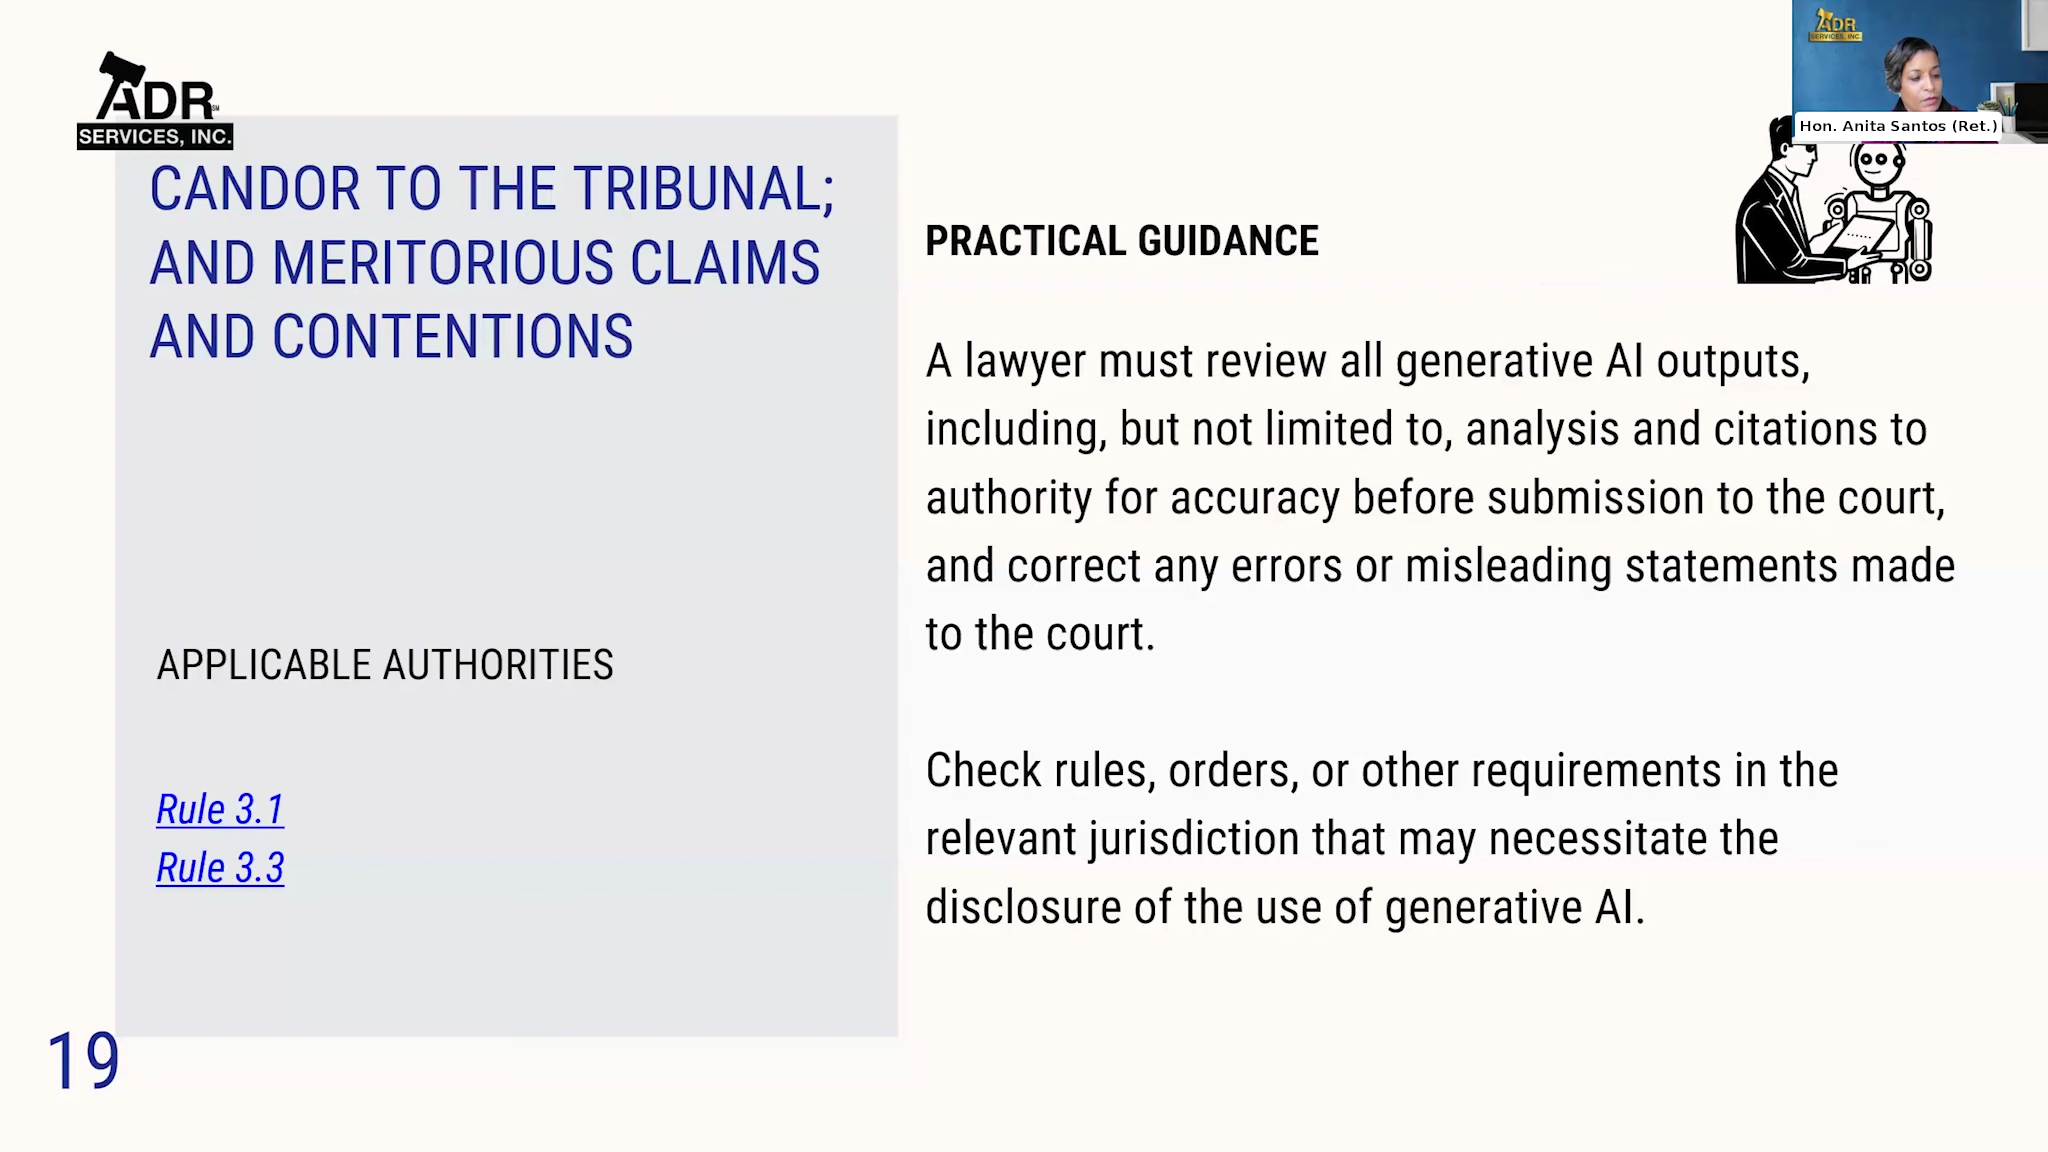 ADR
SERVICES, INC.
Hon. Anita Santos (Ret.)
ADR SM
SERVICES, INC.
CANDOR TO THE TRIBUNAL;
AND MERITORIOUS CLAIMS
AND CONTENTIONS
APPLICABLE AUTHORITIES
Rule 3.1
Rule 3.3
19
PRACTICAL GUIDANCE
A lawyer must review all generative AI outputs,
including, but not limited to, analysis and citations to
authority for accuracy before submission to the court,
and correct any errors or misleading statements made
to the court.
Check rules, orders, or other requirements in the
relevant jurisdiction that may necessitate the
disclosure of the use of generative AI.